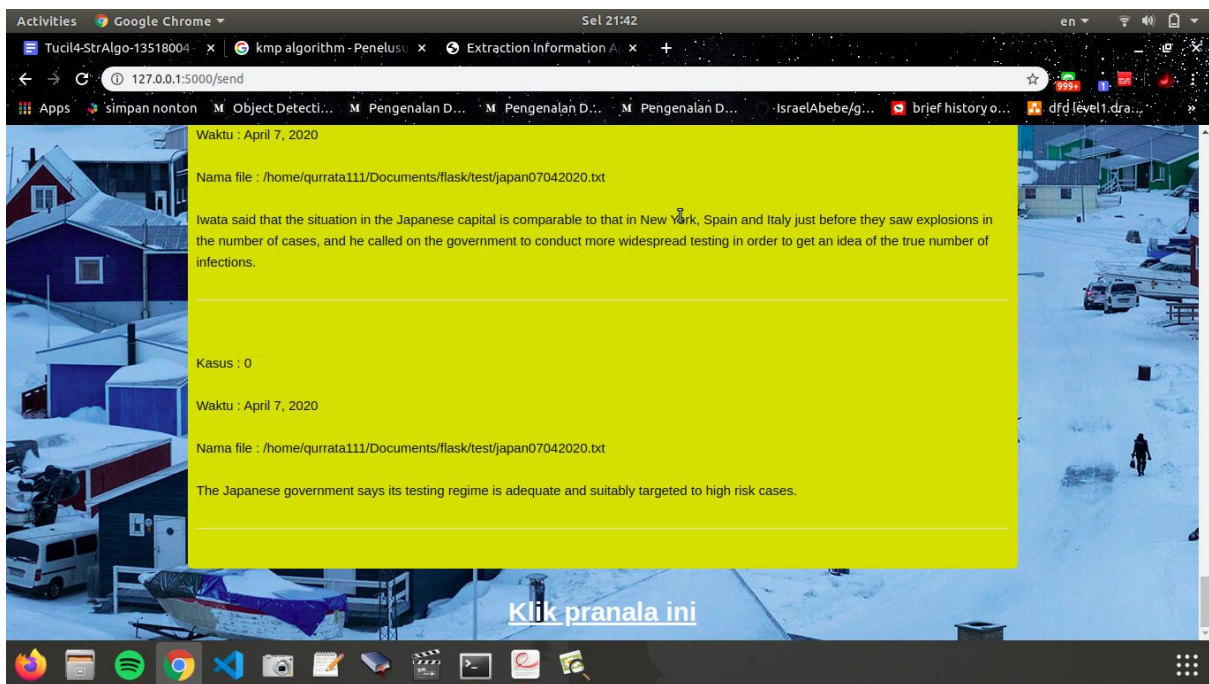 Activities Google Chrome Sel 21:42 en
Tucil4-StrAlgo-13518004 - kmp algorithm - Penelusu Extraction Information A
127.0.0.1:5000/send 999+ 1
Apps simpan nonton Object Detecti... Pengenalan D... Pengenalan D... Pengenalan D... IsraelAbebe/g... brief history o... dfd level1.dra... »
Waktu : April 7, 2020
Nama file : /home/qurrata111/Documents/flask/test/japan07042020.txt
Iwata said that the situation in the Japanese capital is comparable to that in New York, Spain and Italy just before they saw explosions in
the number of cases, and he called on the government to conduct more widespread testing in order to get an idea of the true number of
infections.
Kasus : 0
Waktu : April 7, 2020
Nama file : /home/qurrata111/Documents/flask/test/japan07042020.txt
The Japanese government says its testing regime is adequate and suitably targeted to high risk cases.
Klik pranala ini